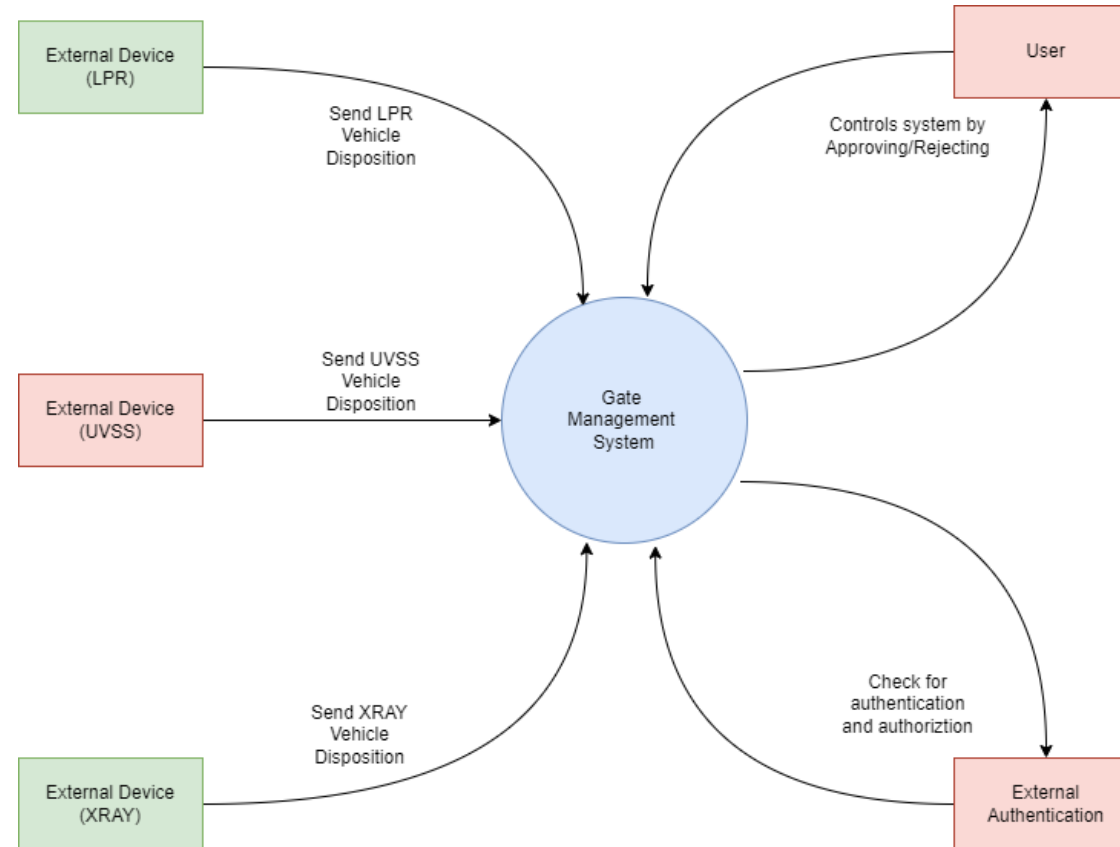 External Device
(LPR)
Send LPR
Vehicle
Disposition
User
Controls system by
Approving/Rejecting
External Device
(UVSS)
Send UVSS
Vehicle
Disposition
Gate
Management
System
External Device
(XRAY)
Send XRAY
Vehicle
Disposition
Check for
authentication
and authoriztion
External
Authentication